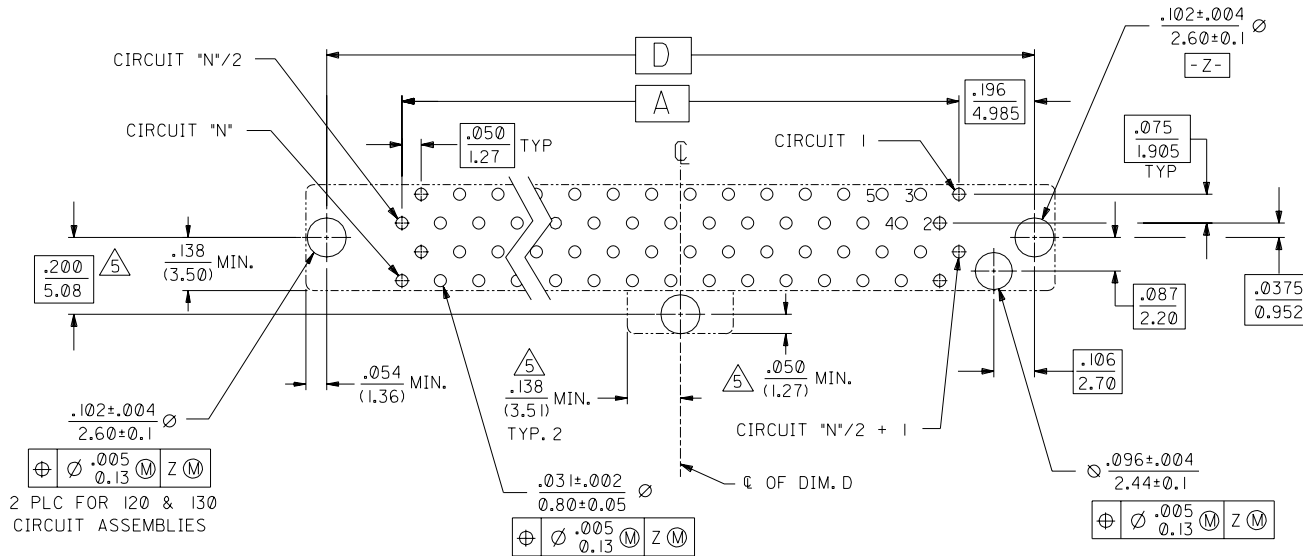 .102±.004
2.60±0.1 Ø
-Z-
CIRCUIT "N"/2
D
A
.196
4.985
CIRCUIT "N"
.050
1.27 TYP
℄
CIRCUIT 1
.075
1.905
TYP
5 3
4 2
.200
5.08
5
.138
(3.50) MIN.
.087
2.20
.0375
0.952
.054
(1.36) MIN.
5
.138
(3.51) MIN.
TYP. 2
5
.050
(1.27) MIN.
.106
2.70
CIRCUIT "N"/2 + 1
.102±.004
2.60±0.1 Ø
⌖ Ø .005
0.13 Ⓜ Z Ⓜ
2 PLC FOR 120 & 130
CIRCUIT ASSEMBLIES
.031±.002
0.80±0.05 Ø
⌖ Ø .005
0.13 Ⓜ Z Ⓜ
℄ OF DIM. D
Ø .096±.004
2.44±0.1
⌖ Ø .005
0.13 Ⓜ Z Ⓜ